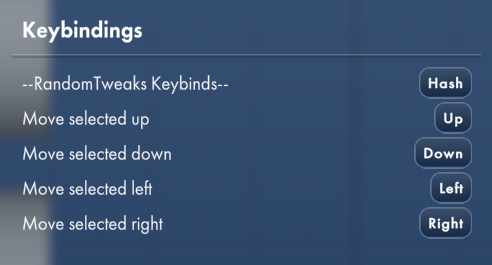 Keybindings
--RandomTweaks Keybinds-- Hash
Move selected up Up
Move selected down Down
Move selected left Left
Move selected right Right